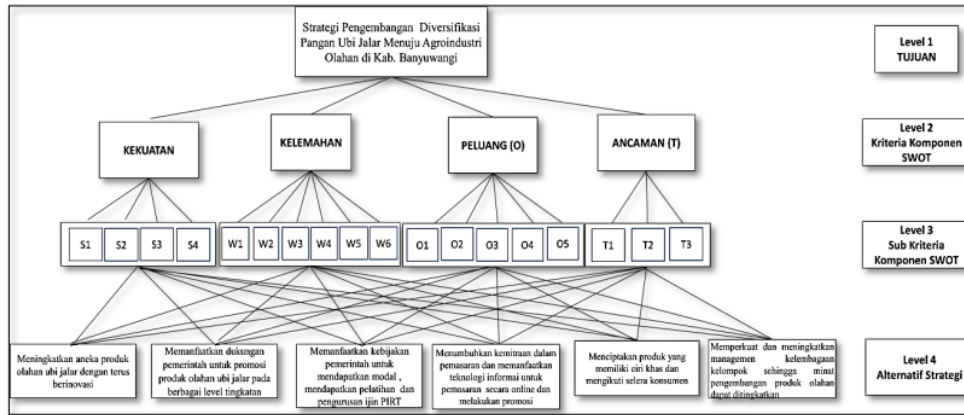 Strategi Pengembangan Diversifikasi
Pangan Ubi Jalar Menuju Agroindustri
Olahan di Kab. Banyuwangi
Level 1
TUJUAN
KEKUATAN
KELEMAHAN
PELUANG (O)
ANCAMAN (T)
Level 2
Kriteria Komponen
SWOT
S1 S2 S3 S4 W1 W2 W3 W4 W5 W6 O1 O2 O3 O4 O5 T1 T2 T3
Level 3
Sub Kriteria
Komponen SWOT
Meningkatkan aneka produk
olahan ubi jalar dengan terus
berinovasi
Memanfaatkan dukungan
pemerintah untuk promosi
produk olahan ubi jalar pada
berbagai level tingkatan
Memanfaatkan kebijakan
pemerintah untuk
mendapatkan modal ,
mendapatkan pelatihan dan
pengurusan ijin PIRT
Menumbuhkan kemitraan dalam
pemasaran dan memanfaatkan
teknologi informai untuk
pemasaran secara online dan
melakukan promosi
Menciptakan produk yang
memiliki ciri khas dan
mengikuti selera konsumen
Memperkuat dan meningkatkan
managemen kelembagaan
kelompok sehingga minat
pengembangan produk olahan
dapat ditingkatkan
Level 4
Alternatif Strategi